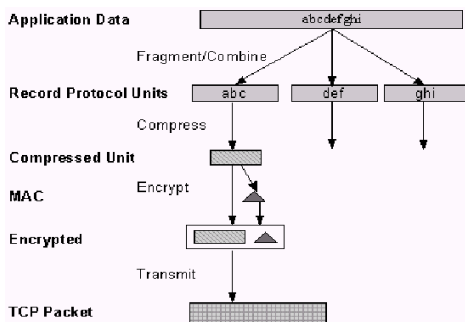 Application Data
abcdefghi
Fragment/Combine
Record Protocol Units
abc
def
ghi
Compress
Compressed Unit
Encrypt
MAC
Encrypted
Transmit
TCP Packet